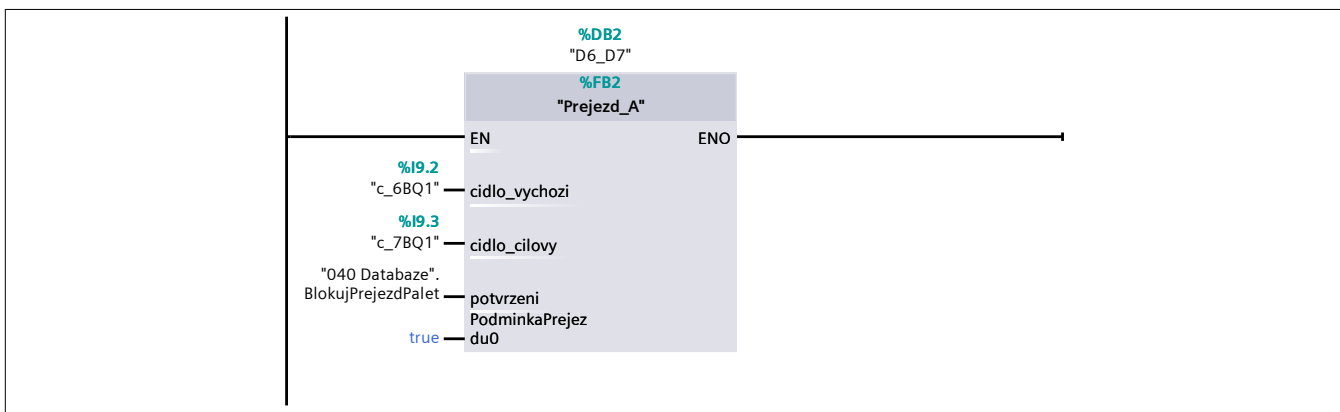 %DB2
"D6_D7"
%FB2
"Prejezd_A"
EN
ENO
%I9.2
"c_6BQ1"
cidlo_vychozi
%I9.3
"c_7BQ1"
cidlo_cilovy
"040 Databaze".
BlokujPrejezdPalet
potvrzeni
PodminkaPrejez
true
du0